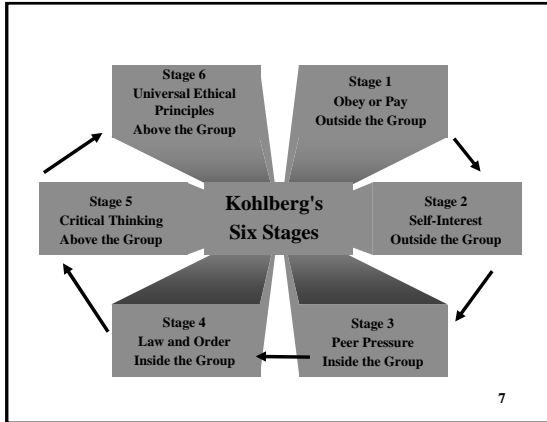 Kohlberg's
Six Stages
Stage 1
Obey or Pay
Outside the Group
Stage 2
Self-Interest
Outside the Group
Stage 3
Peer Pressure
Inside the Group
Stage 4
Law and Order
Inside the Group
Stage 5
Critical Thinking
Above the Group
Stage 6
Universal Ethical
Principles
Above the Group
7